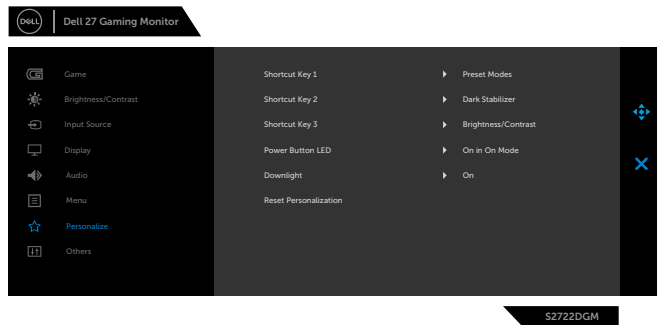 DELL Dell 27 Gaming Monitor
Game Shortcut Key 1 Preset Modes
Brightness/Contrast Shortcut Key 2 Dark Stabilizer
Input Source Shortcut Key 3 Brightness/Contrast
Display Power Button LED On in On Mode
Audio Downlight On
Menu Reset Personalization
Personalize
Others
S2722DGM